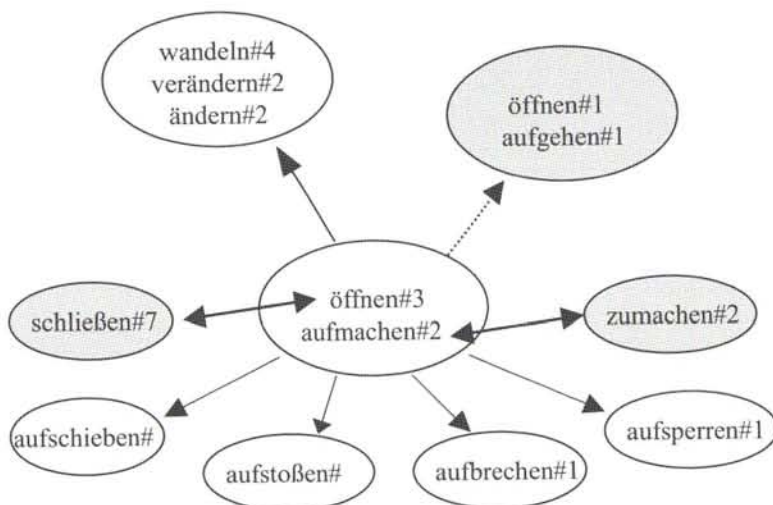 wandeln#4
verändern#2
ändern#2
öffnen#1
aufgehen#1
öffnen#3
aufmachen#2
schließen#7
zumachen#2
aufschieben#
aufstoßen#
aufbrechen#1
aufsperren#1